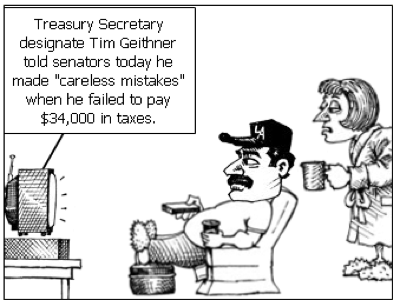 Treasury Secretary
designate Tim Geithner
told senators today he
made "careless mistakes"
when he failed to pay
$34,000 in taxes.
LA